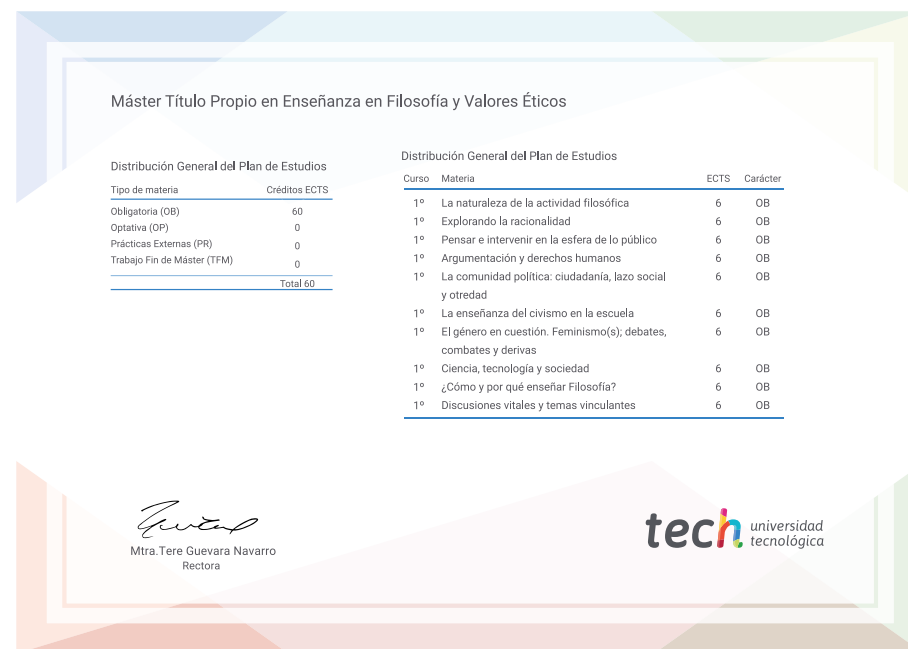 Máster Título Propio en Enseñanza en Filosofía y Valores Éticos
Distribución General del Plan de Estudios
Tipo de materia Créditos ECTS
Obligatoria (OB) 60
Optativa (OP) 0
Prácticas Externas (PR) 0
Trabajo Fin de Máster (TFM) 0
Total 60
Distribución General del Plan de Estudios
Curso Materia ECTS Carácter
1º La naturaleza de la actividad filosófica 6 OB
1º Explorando la racionalidad 6 OB
1º Pensar e intervenir en la esfera de lo público 6 OB
1º Argumentación y derechos humanos 6 OB
1º La comunidad política: ciudadanía, lazo social 6 OB
y otredad
1º La enseñanza del civismo en la escuela 6 OB
1º El género en cuestión. Feminismo(s); debates, 6 OB
combates y derivas
1º Ciencia, tecnología y sociedad 6 OB
1º ¿Cómo y por qué enseñar Filosofía? 6 OB
1º Discusiones vitales y temas vinculantes 6 OB
Mtra.Tere Guevara Navarro
Rectora
tech universidad
tecnológica